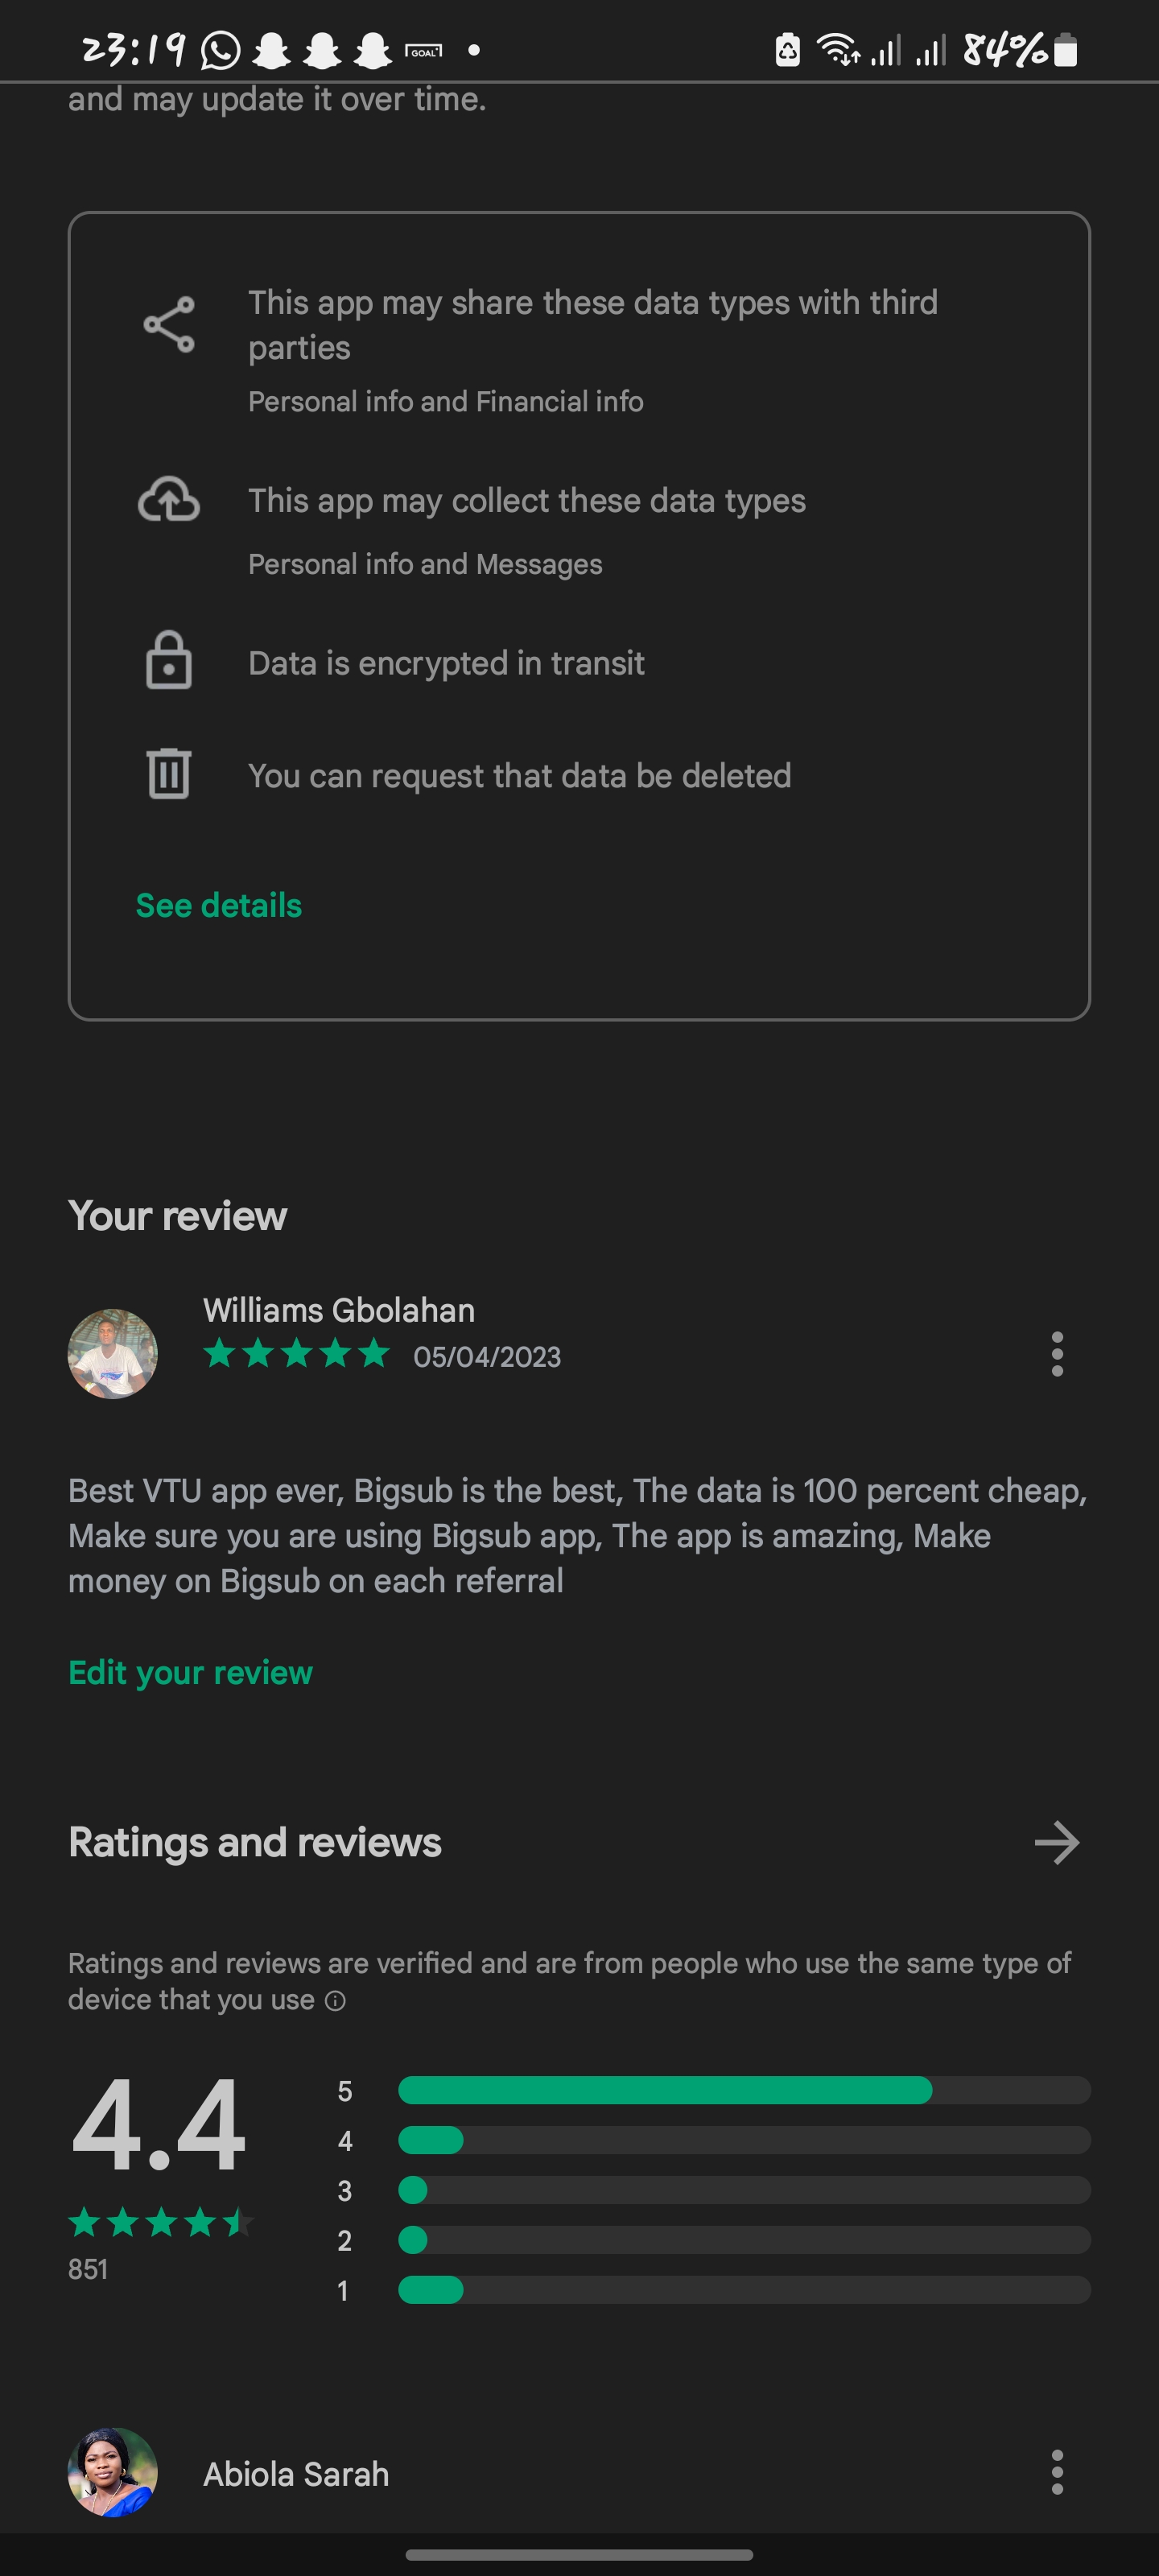 23:19 GOAL 84%
and may update it over time.
This app may share these data types with third
parties
Personal info and Financial info
This app may collect these data types
Personal info and Messages
Data is encrypted in transit
You can request that data be deleted
See details
Your review
Williams Gbolahan
05/04/2023
Best VTU app ever, Bigsub is the best, The data is 100 percent cheap,
Make sure you are using Bigsub app, The app is amazing, Make
money on Bigsub on each referral
Edit your review
Ratings and reviews
Ratings and reviews are verified and are from people who use the same type of
device that you use
4.4
851
5
4
3
2
1
Abiola Sarah